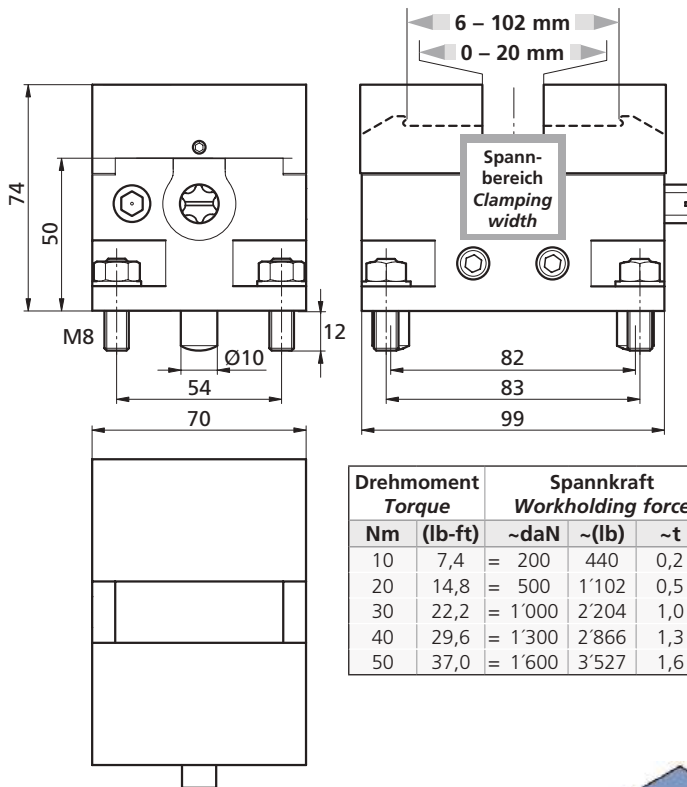 6 – 102 mm
0 – 20 mm
74
50
M8
Ø10
12
54
70
Spann-
bereich
Clamping
width
82
83
99
Drehmoment Spannkraft
Torque Workholding force
Nm (lb-ft) ~daN ~(lb) ~t
10 7,4 = 200 440 0,2
20 14,8 = 500 1´102 0,5
30 22,2 = 1´000 2´204 1,0
40 29,6 = 1´300 2´866 1,3
50 37,0 = 1´600 3´527 1,6